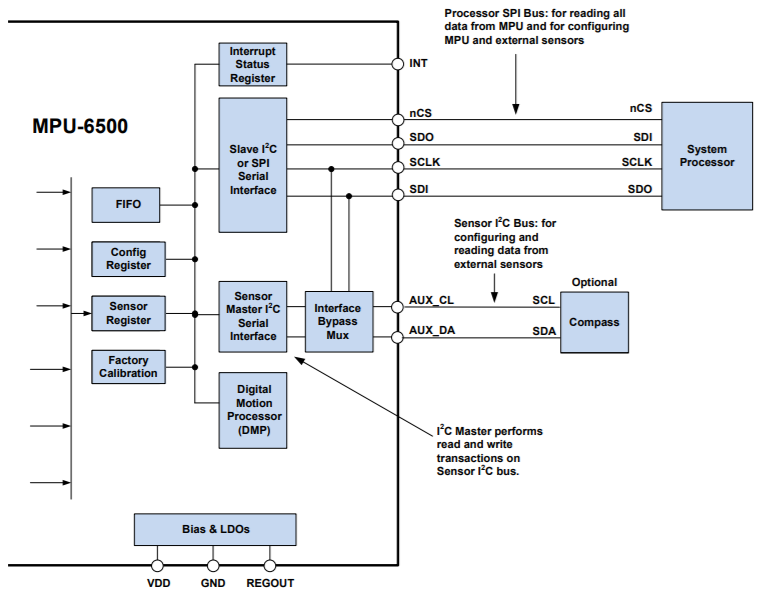 Processor SPI Bus: for reading all
data from MPU and for configuring
MPU and external sensors
Interrupt
Status
Register
INT
MPU-6500
nCS
nCS
SDO
SDI
SCLK
SCLK
SDI
SDO
Slave I²C
or SPI
Serial
Interface
System
Processor
FIFO
Config
Register
Sensor
Register
Factory
Calibration
Sensor I²C Bus: for
configuring and
reading data from
external sensors
Sensor
Master I²C
Serial
Interface
Interface
Bypass
Mux
AUX_CL
SCL
AUX_DA
SDA
Optional
Compass
Digital
Motion
Processor
(DMP)
I²C Master performs
read and write
transactions on
Sensor I²C bus.
Bias & LDOs
VDD
GND
REGOUT